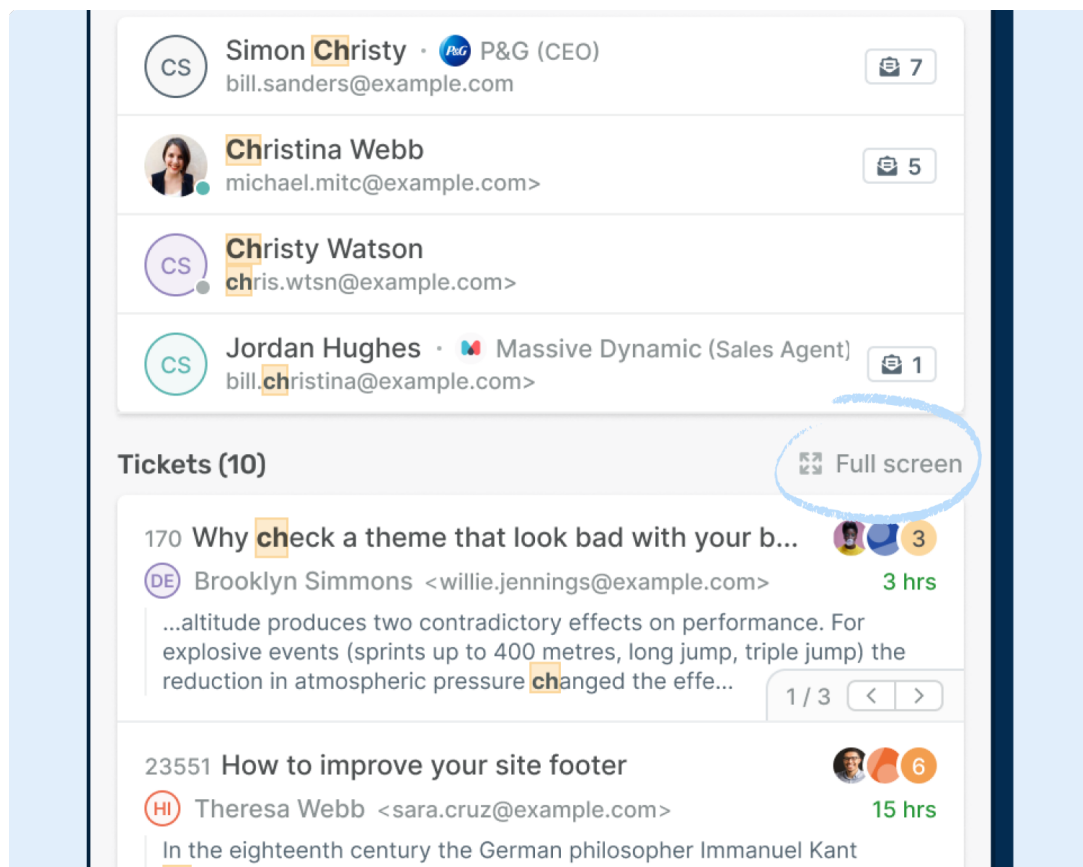 CS Simon Christy · P&G P&G (CEO) 7
bill.sanders@example.com
Christina Webb 5
michael.mitc@example.com>
CS Christy Watson
chris.wtsn@example.com>
CS Jordan Hughes · Massive Dynamic (Sales Agent) 1
bill.christina@example.com>
Tickets (10) Full screen
170 Why check a theme that look bad with your b... 3
DE Brooklyn Simmons <willie.jennings@example.com> 3 hrs
...altitude produces two contradictory effects on performance. For
explosive events (sprints up to 400 metres, long jump, triple jump) the
reduction in atmospheric pressure changed the effe...
1 / 3
23551 How to improve your site footer 6
HI Theresa Webb <sara.cruz@example.com> 15 hrs
In the eighteenth century the German philosopher Immanuel Kant